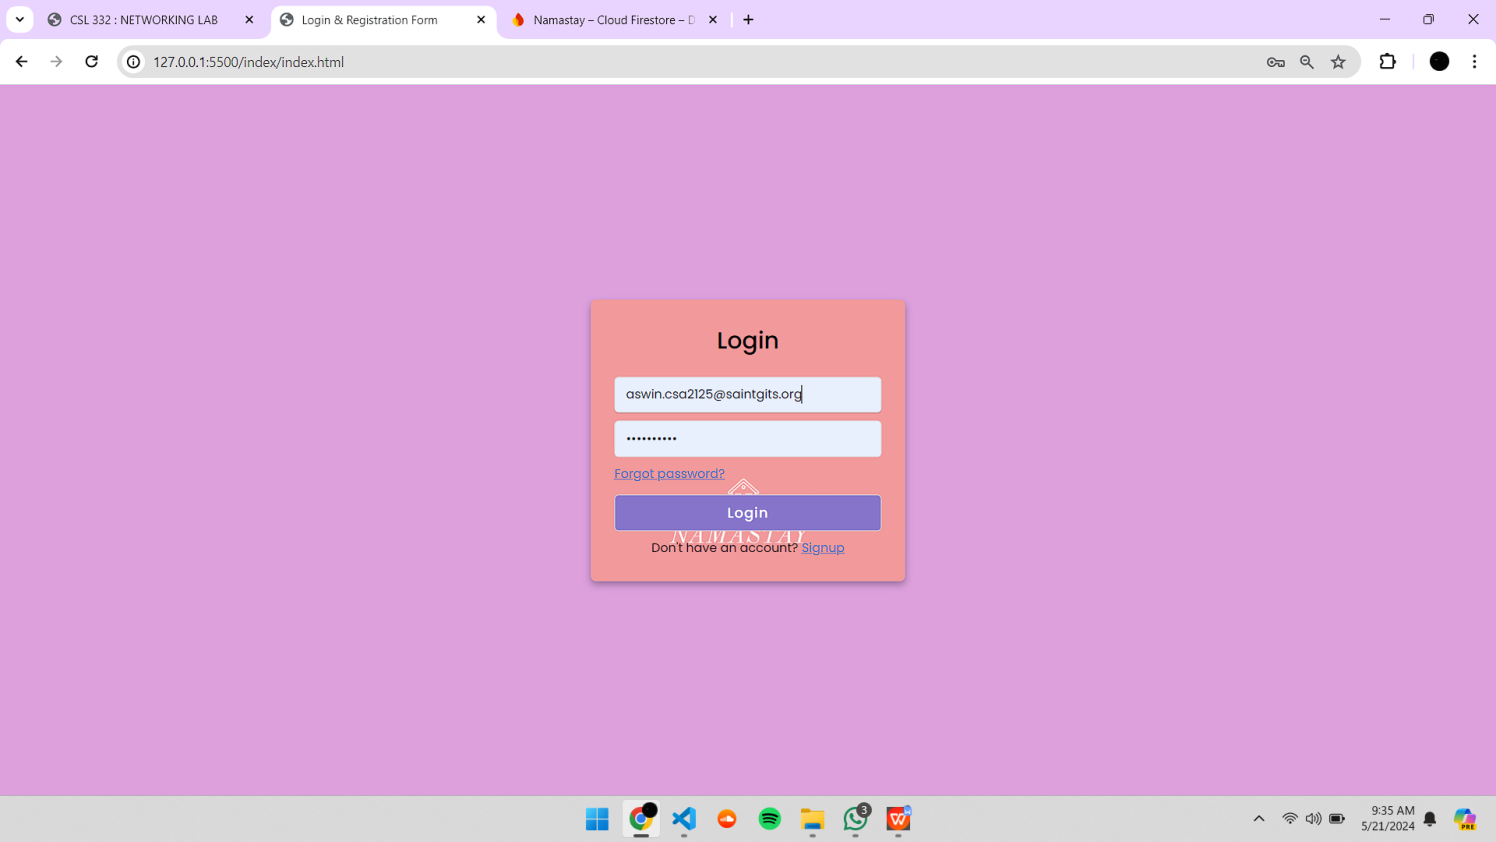 CSL 332 : NETWORKING LAB
Login & Registration Form
Namastay – Cloud Firestore – D
127.0.0.1:5500/index/index.html
Login
aswin.csa2125@saintgits.org
••••••••••
Forgot password?
Login
NAMASTAY
Don't have an account? Signup
3
9:35 AM
5/21/2024
PRE